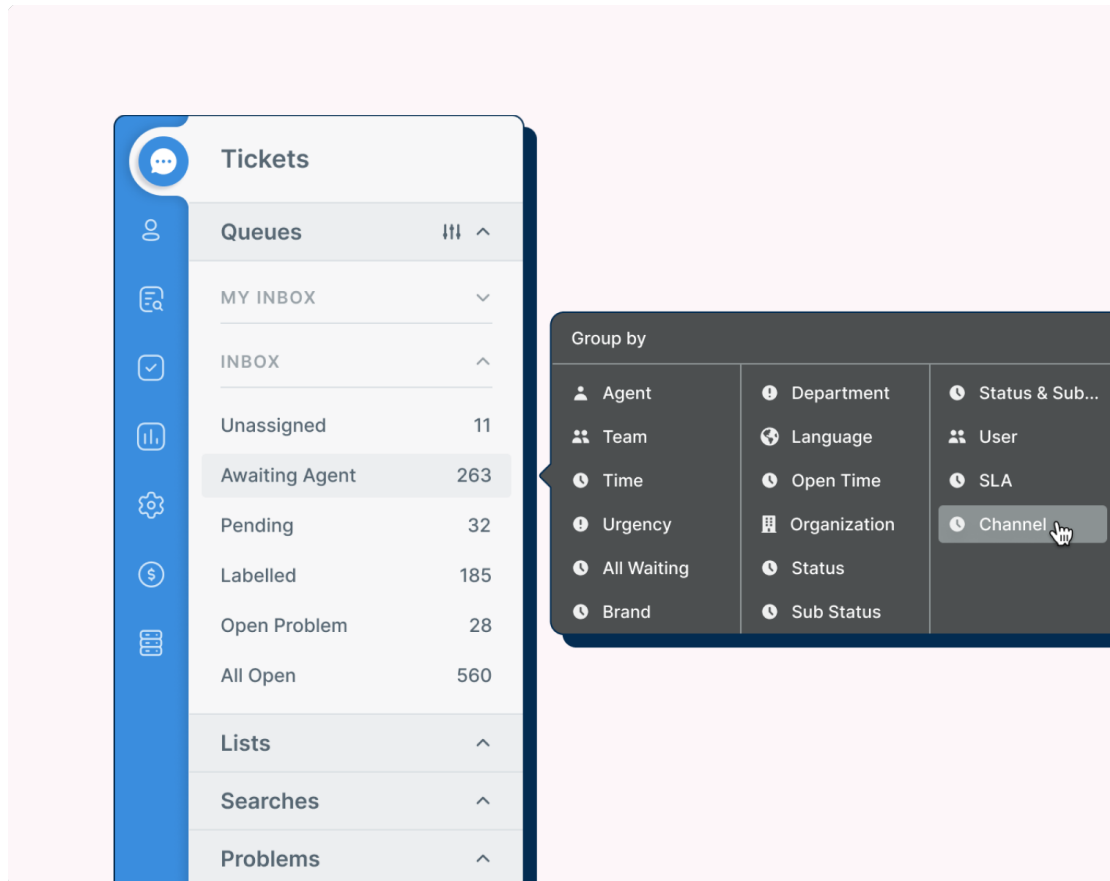 Tickets
Queues
MY INBOX
INBOX
Unassigned 11
Awaiting Agent 263
Pending 32
Labelled 185
Open Problem 28
All Open 560
Lists
Searches
Problems
Group by
Agent
Team
Time
Urgency
All Waiting
Brand
Department
Language
Open Time
Organization
Status
Sub Status
Status & Sub...
User
SLA
Channel